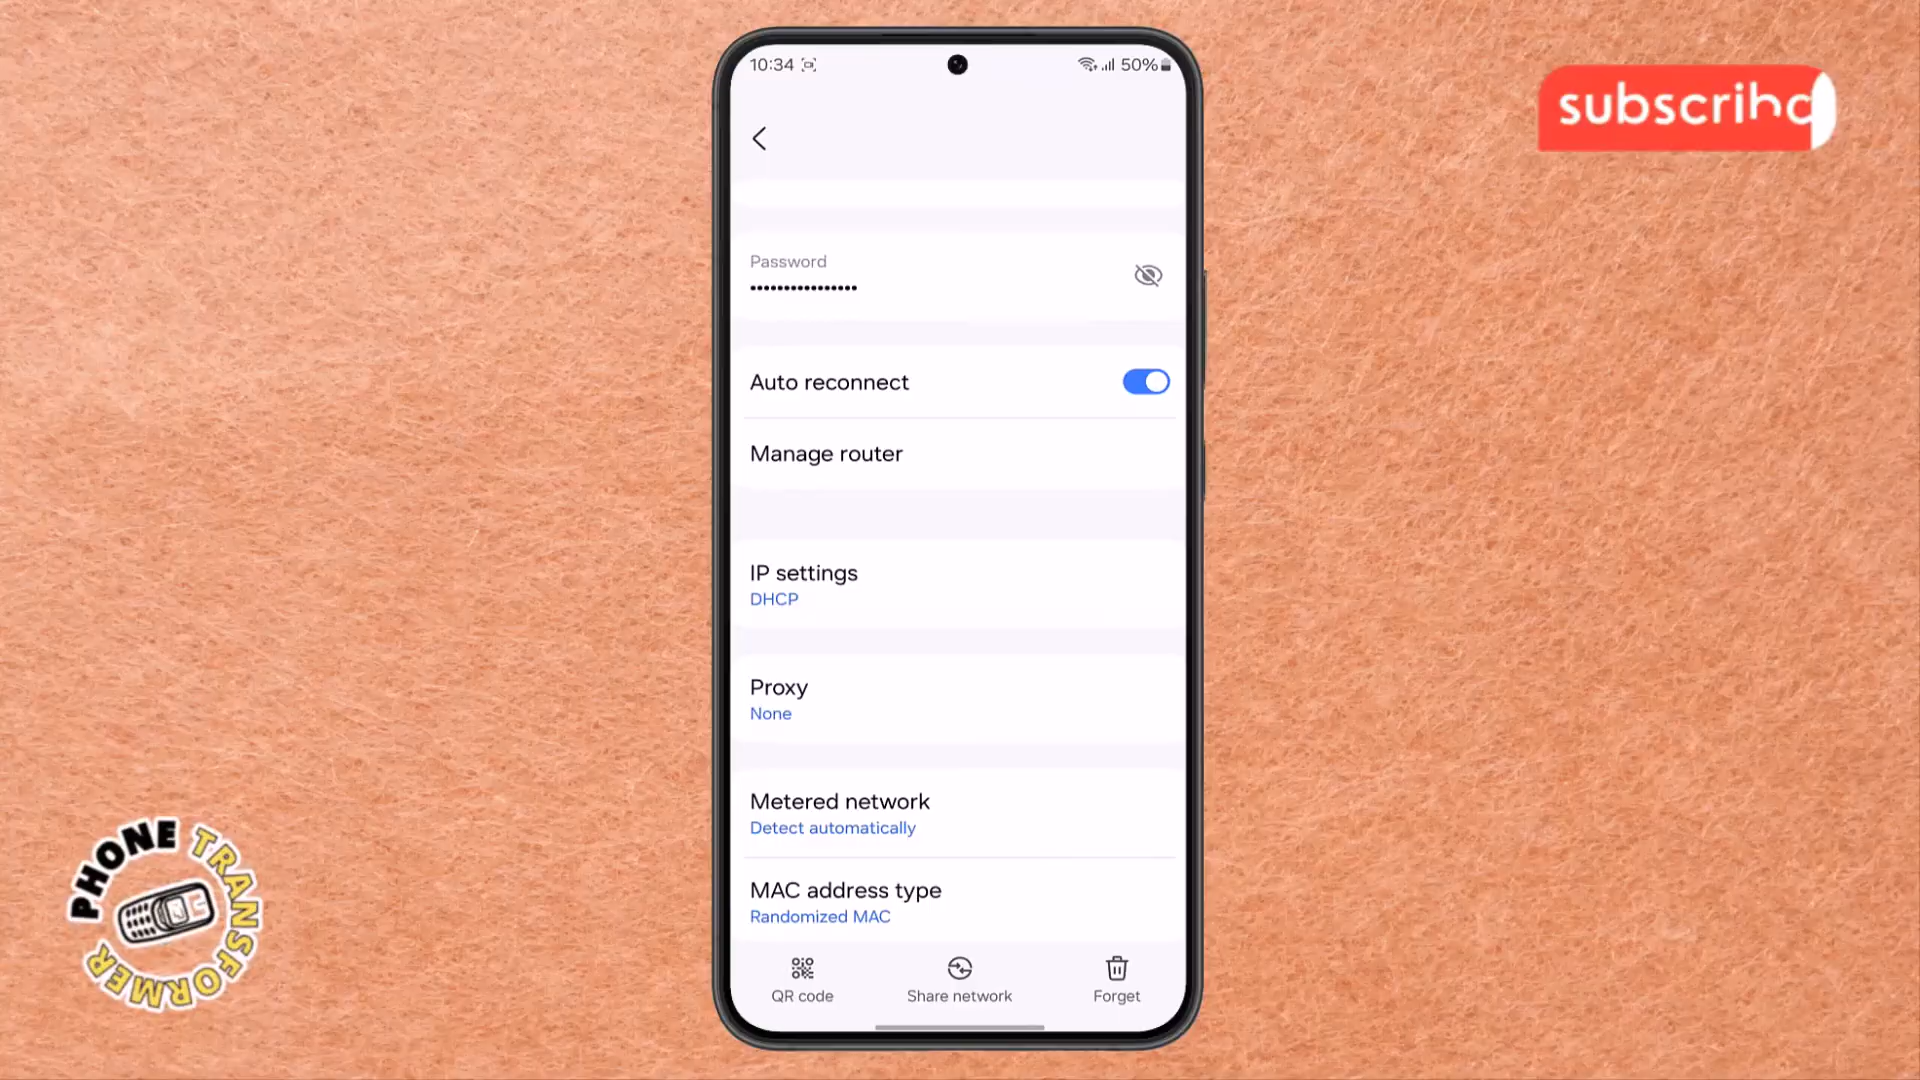 10:34
50%
subscrib
Password
••••••••••••••••
Auto reconnect
Manage router
IP settings
DHCP
Proxy
None
Metered network
Detect automatically
MAC address type
Randomized MAC
QR code
Share network
Forget
PHONE TRANSFORMER